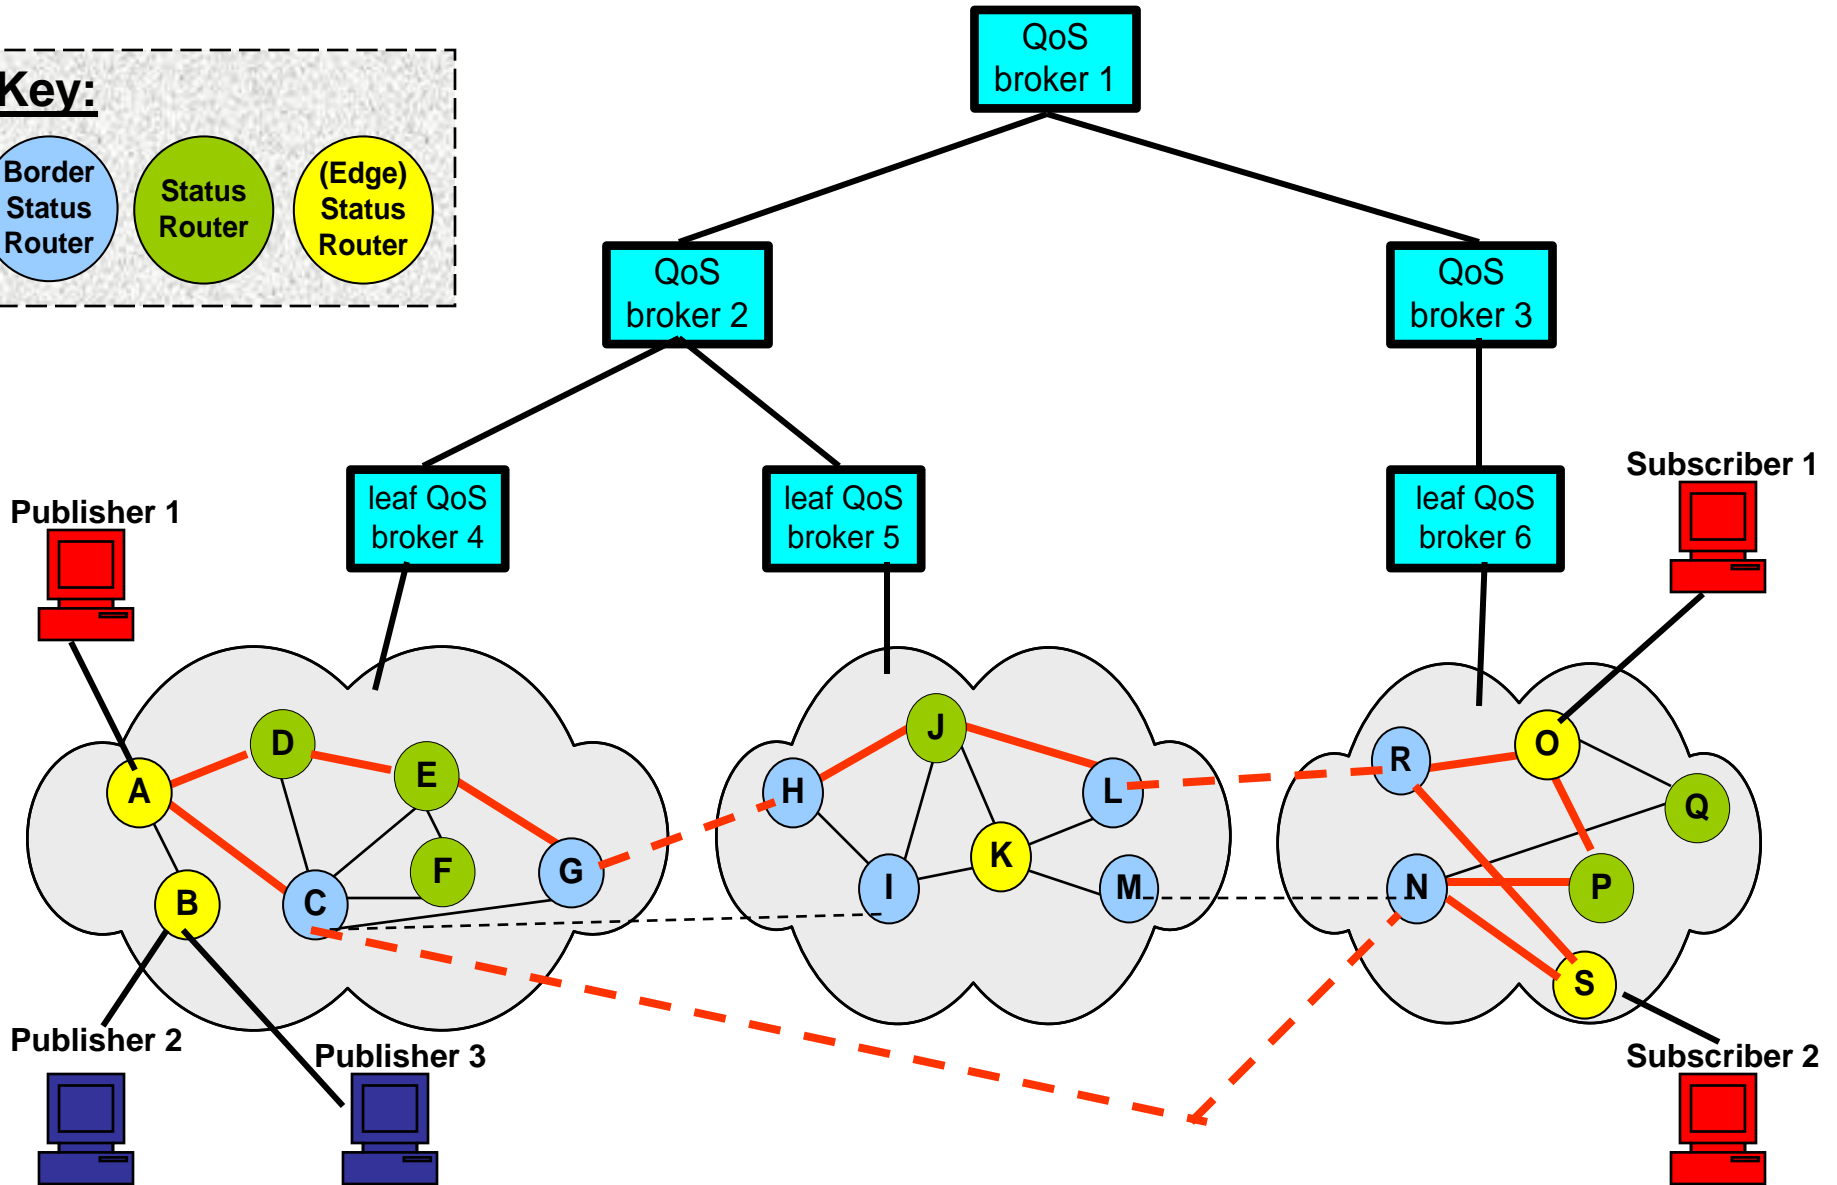 QoS
broker 1
Key:
Border
Status
Router
Status
Router
(Edge)
Status
Router
QoS
broker 2
QoS
broker 3
leaf QoS
broker 4
leaf QoS
broker 5
leaf QoS
broker 6
Publisher 1
Subscriber 1
A
B
C
D
E
F
G
H
I
J
K
L
M
R
O
Q
N
P
S
Publisher 2
Publisher 3
Subscriber 2